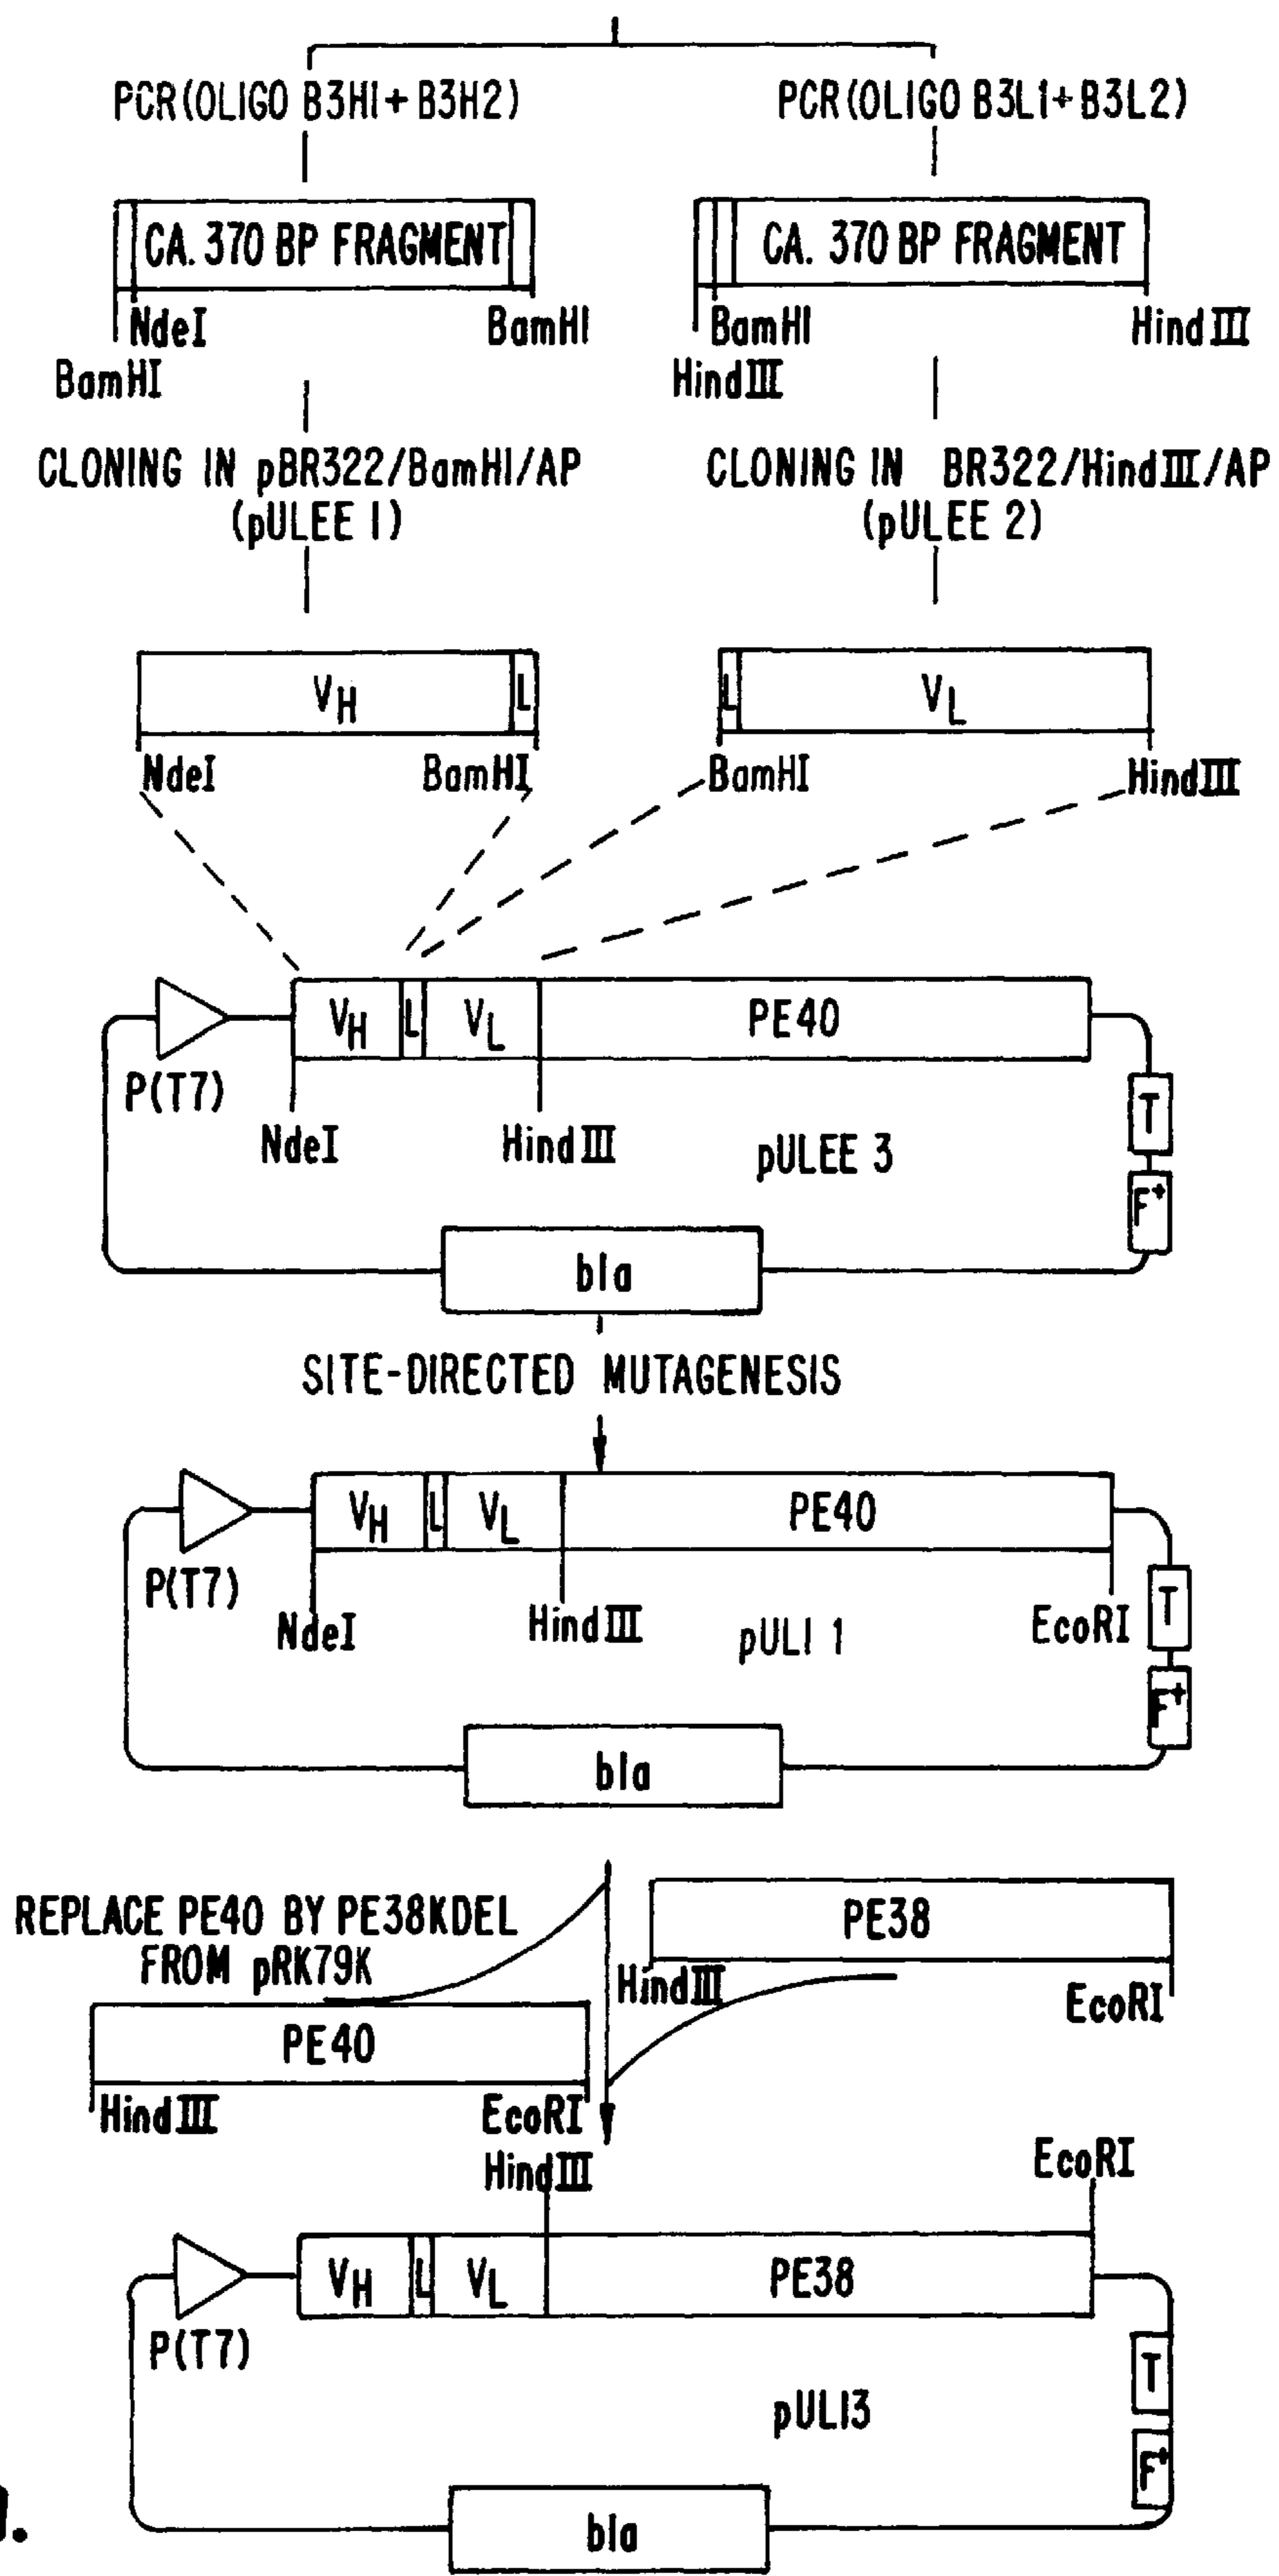 PCR(OLIGO B3H1+B3H2)
PCR(OLIGO B3L1+B3L2)
CA. 370 BP FRAGMENT
CA. 370 BP FRAGMENT
NdeI
BamHI
BamHI
BamHI
HindIII
HindIII
CLONING IN pBR322/BamHI/AP
(pULEE 1)
CLONING IN BR322/HindIII/AP
(pULEE 2)
VH
L
L
VL
NdeI
BamHI
BamHI
HindIII
VH
L
VL
PE40
P(T7)
NdeI
HindIII
pULEE 3
T
F+
bla
SITE-DIRECTED MUTAGENESIS
VH
L
VL
PE40
P(T7)
NdeI
HindIII
pULI 1
EcoRI
T
F+
bla
REPLACE PE40 BY PE38KDEL
FROM pRK79K
PE38
HindIII
EcoRI
PE40
HindIII
EcoRI
HindIII
EcoRI
VH
L
VL
PE38
P(T7)
pULI3
T
F+
bla